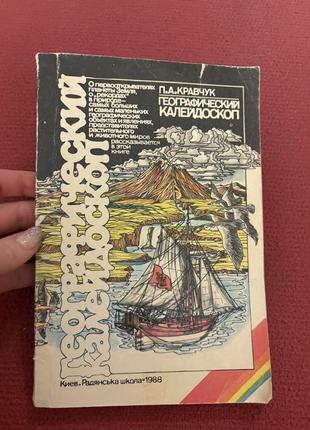 географический
калейдоскоп
О первооткрывателях
Планеты Земля,
о „рекордах"
в природе—
самых больших
и самых маленьких
географических
объектах и явлениях,
представителях
растительного
и животного миров
рассказывается
в этой
книге
П.А.КРАВЧУК
ГЕОГРАФИЧЕСКИЙ
КАЛЕЙДОСКОП
Киев„Радянська школа"1988